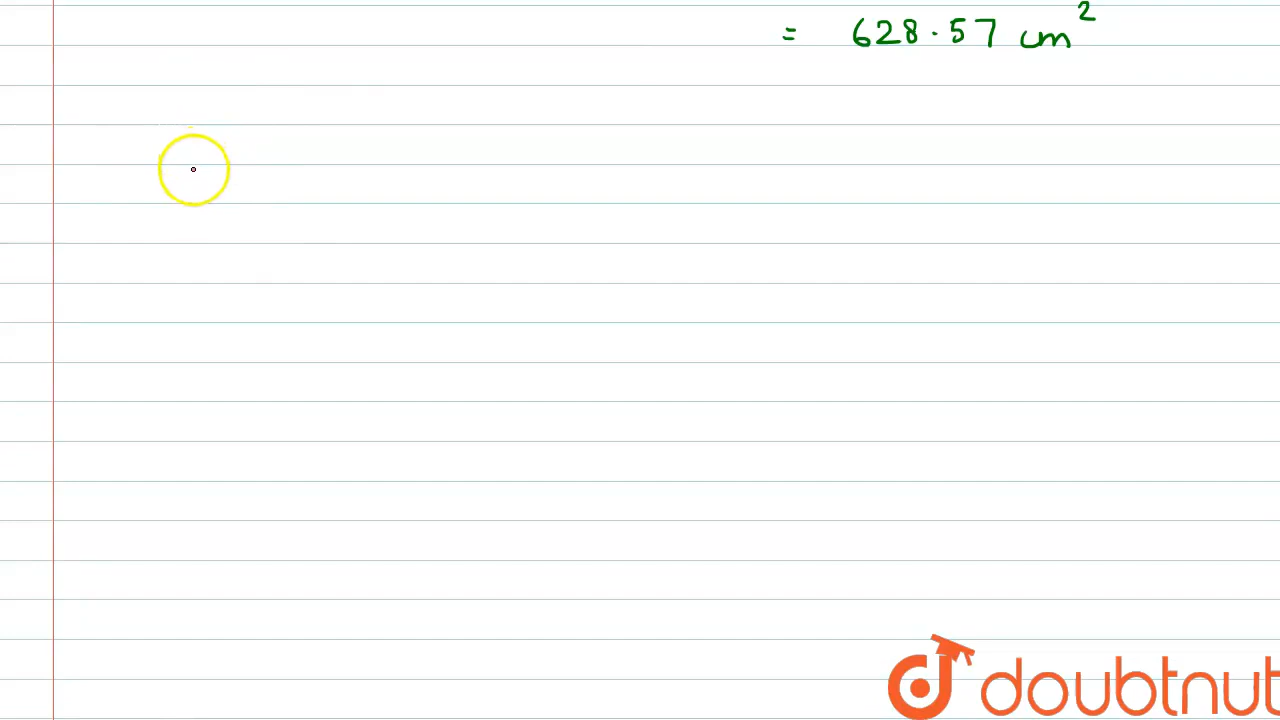 = 628.57 cm²
doubtnut